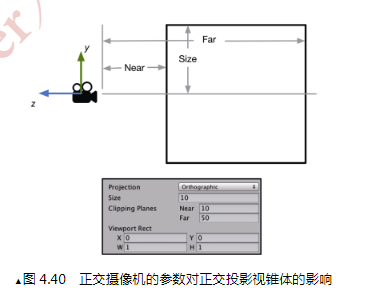 er)
Far
y
Size
Near
z
Projection Orthographic
Size 10
Clipping Planes Near 10
Far 50
Viewport Rect
X 0 Y 0
W 1 H 1
▲图 4.40 正交摄像机的参数对正交投影视锥体的影响